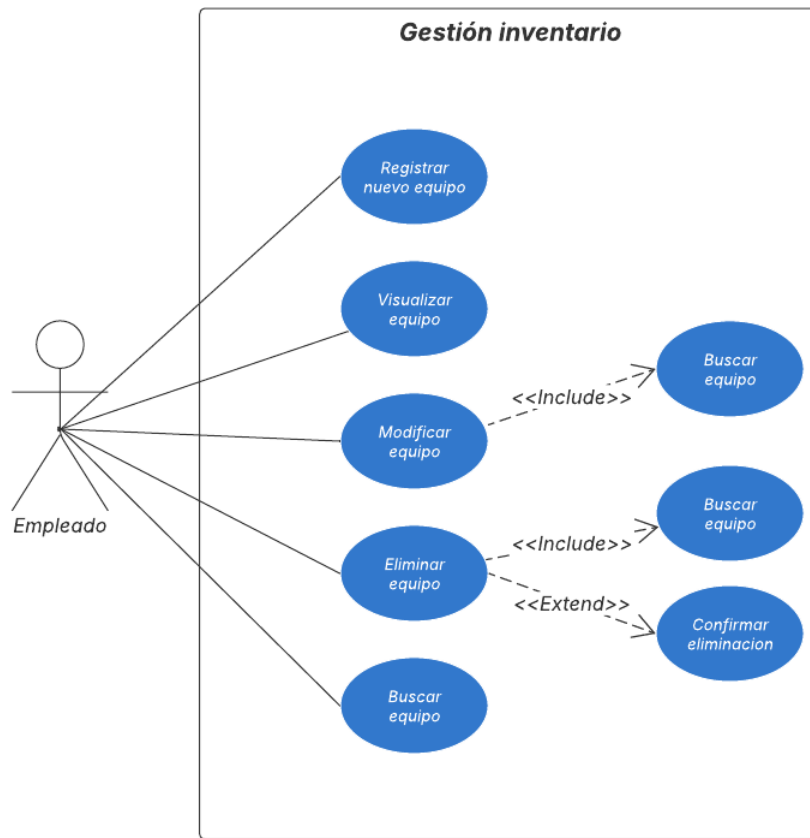 Gestión inventario
Registrar
nuevo equipo
Visualizar
equipo
Buscar
equipo
<<Include>>
Modificar
equipo
Buscar
equipo
Empleado
<<Include>>
Eliminar
equipo
<<Extend>>
Confirmar
eliminacion
Buscar
equipo